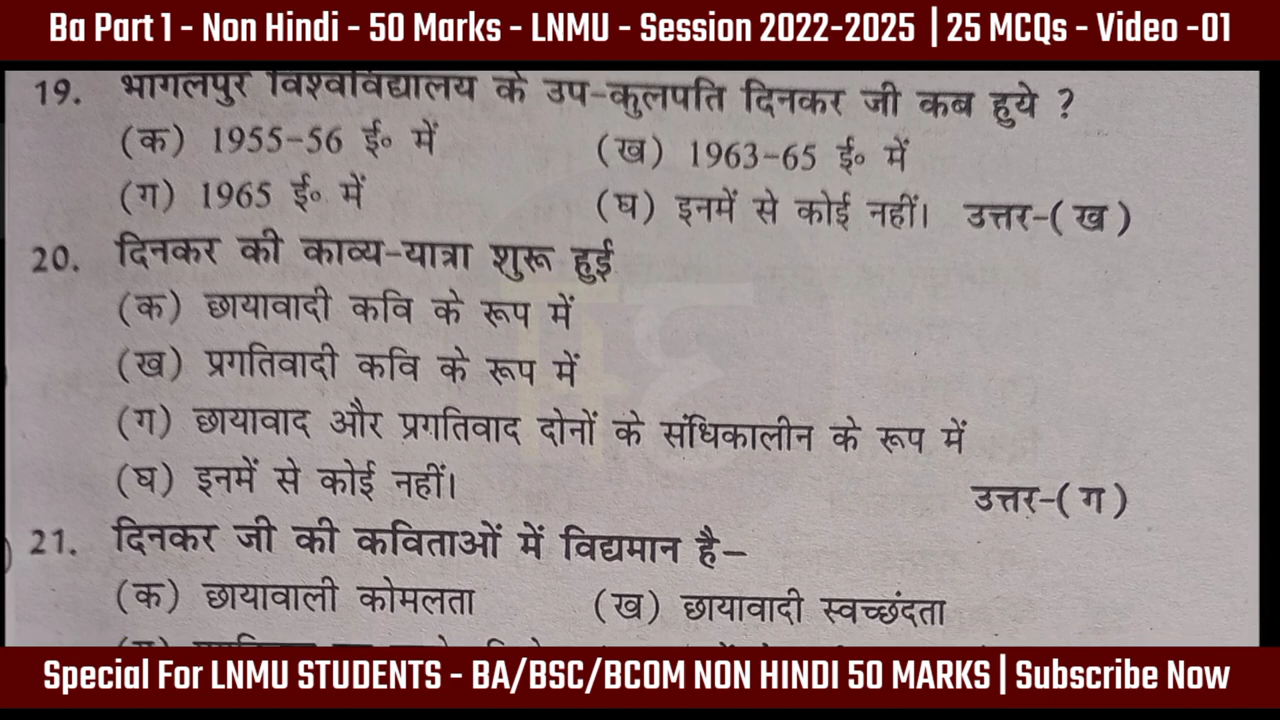 Ba Part 1 - Non Hindi - 50 Marks - LNMU - Session 2022-2025 | 25 MCQs - Video -01
19. भागलपुर विश्वविद्यालय के उप-कुलपति दिनकर जी कब हुये ?
(क) 1955-56 ई० में (ख) 1963-65 ई० में
(ग) 1965 ई० में (घ) इनमें से कोई नहीं। उत्तर-( ख )
20. दिनकर की काव्य-यात्रा शुरू हुई
(क) छायावादी कवि के रूप में
(ख) प्रगतिवादी कवि के रूप में
(ग) छायावाद और प्रगतिवाद दोनों के संधिकालीन के रूप में
(घ) इनमें से कोई नहीं। उत्तर-( ग )
21. दिनकर जी की कविताओं में विद्यमान है–
(क) छायावाली कोमलता (ख) छायावादी स्वच्छंदता
Special For LNMU STUDENTS - BA/BSC/BCOM NON HINDI 50 MARKS | Subscribe Now